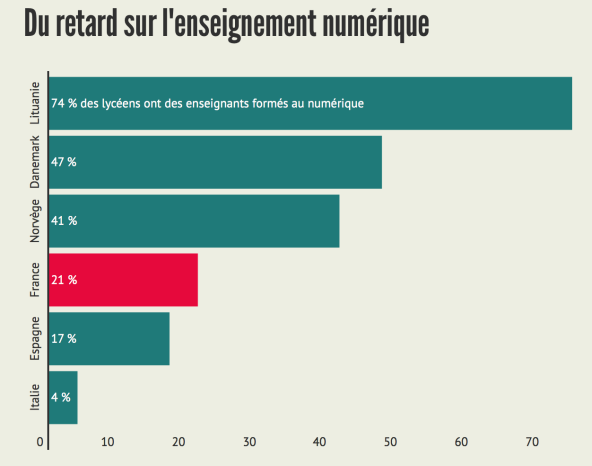 Du retard sur l'enseignement numérique
Lituanie
74 % des lycéens ont des enseignants formés au numérique
Danemark
47 %
Norvège
41 %
France
21 %
Espagne
17 %
Italie
4 %
0 10 20 30 40 50 60 70